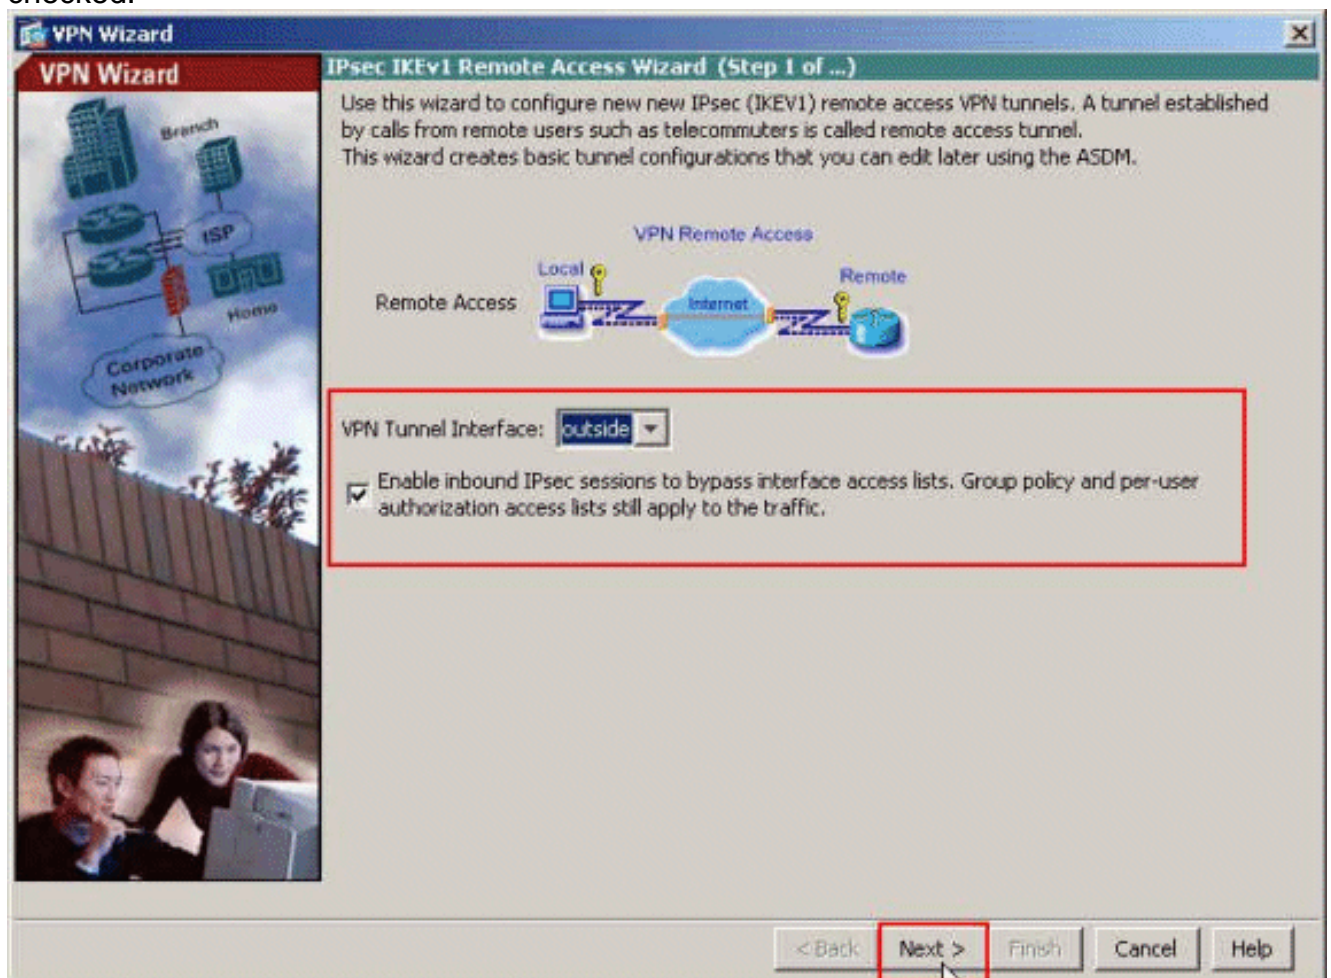 checked.
VPN Wizard
VPN Wizard
IPsec IKEv1 Remote Access Wizard (Step 1 of ...)
Use this wizard to configure new new IPsec (IKEV1) remote access VPN tunnels. A tunnel established
by calls from remote users such as telecommuters is called remote access tunnel.
This wizard creates basic tunnel configurations that you can edit later using the ASDM.
Branch
ISP
Home
Corporate
Network
VPN Remote Access
Local
Remote
Remote Access
Internet
VPN Tunnel Interface: outside
Enable inbound IPsec sessions to bypass interface access lists. Group policy and per-user
authorization access lists still apply to the traffic.
< Back Next > Finish Cancel Help